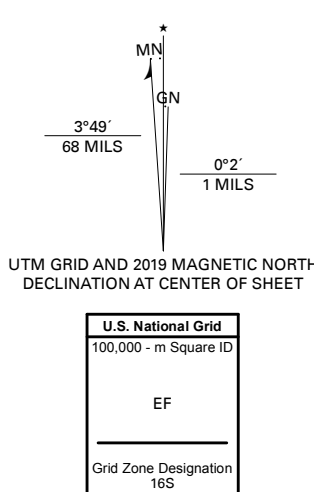 ★
MN
GN
3°49´
68 MILS
0°2´
1 MILS
UTM GRID AND 2019 MAGNETIC NORTH
DECLINATION AT CENTER OF SHEET
U.S. National Grid
100,000 - m Square ID
EF
Grid Zone Designation
16S